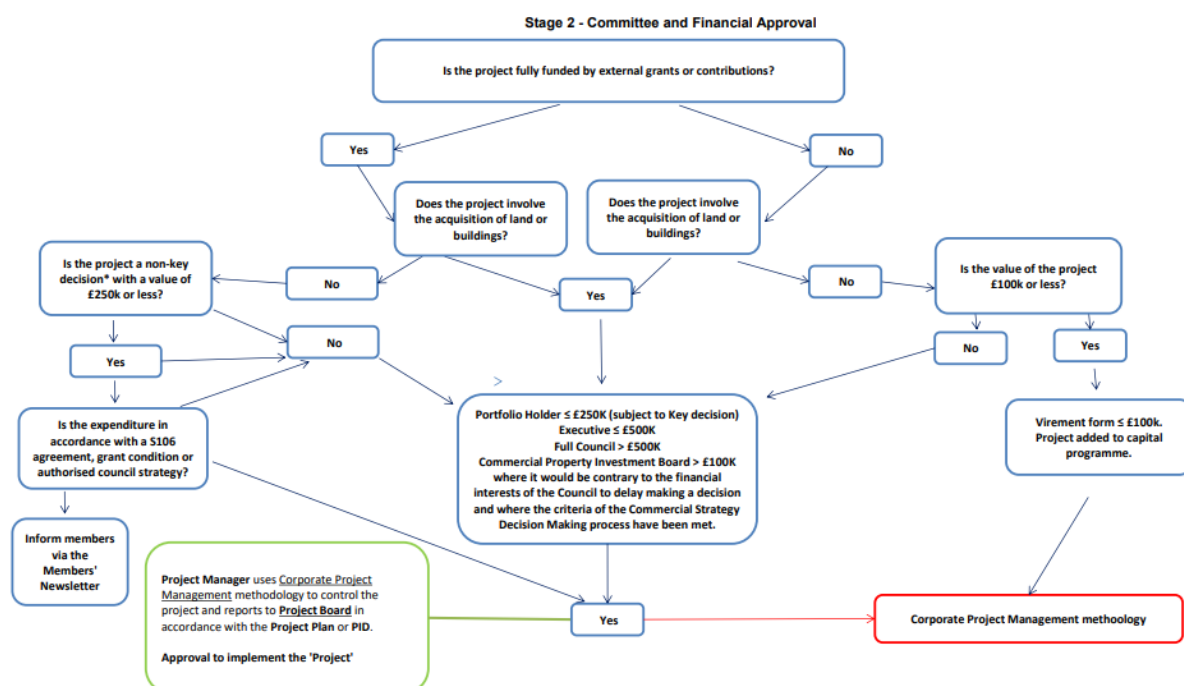 Stage 2 - Committee and Financial Approval
Is the project fully funded by external grants or contributions?
Yes
No
Does the project involve
the acquisition of land or
buildings?
Does the project involve
the acquisition of land or
buildings?
Is the project a non-key
decision* with a value of
£250k or less?
No
Yes
No
Is the value of the project
£100k or less?
Yes
No
No
Yes
>
Is the expenditure in
accordance with a S106
agreement, grant condition or
authorised council strategy?
Portfolio Holder ≤ £250K (subject to Key decision)
Executive ≤ £500K
Full Council > £500K
Commercial Property Investment Board > £100K
where it would be contrary to the financial
interests of the Council to delay making a decision
and where the criteria of the Commercial Strategy
Decision Making process have been met.
Virement form ≤ £100k.
Project added to capital
programme.
Inform members
via the
Members'
Newsletter
Project Manager uses Corporate Project
Management methodology to control the
project and reports to Project Board in
accordance with the Project Plan or PID.
Approval to implement the 'Project'
Yes
Corporate Project Management methoology